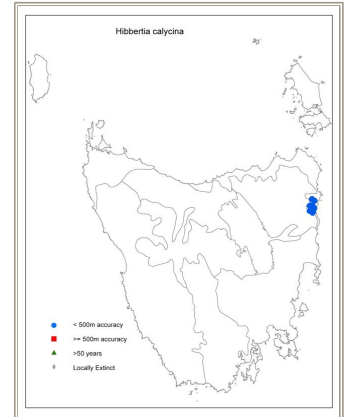 Hibbertia calycina
< 500m accuracy
>= 500m accuracy
>50 years
Locally Extinct